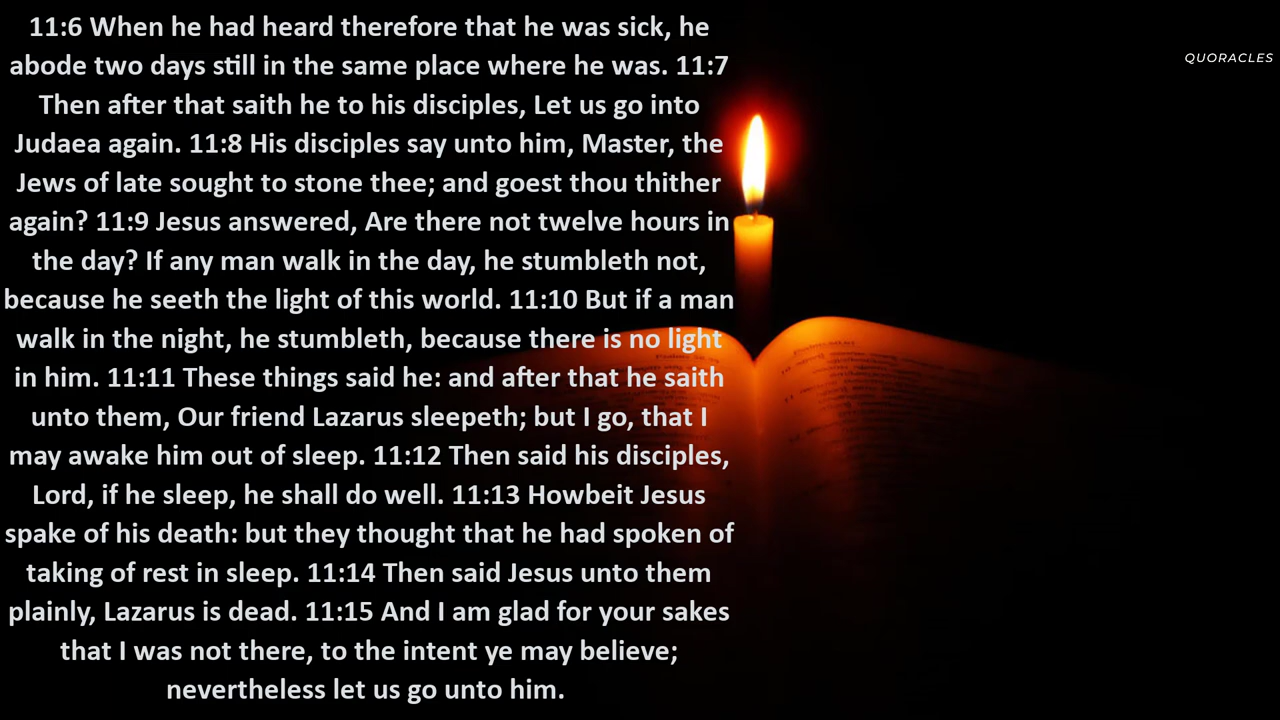 11:6 When he had heard therefore that he was sick, he
abode two days still in the same place where he was. 11:7
Then after that saith he to his disciples, Let us go into
Judaea again. 11:8 His disciples say unto him, Master, the
Jews of late sought to stone thee; and goest thou thither
again? 11:9 Jesus answered, Are there not twelve hours in
the day? If any man walk in the day, he stumbleth not,
because he seeth the light of this world. 11:10 But if a man
walk in the night, he stumbleth, because there is no light
in him. 11:11 These things said he: and after that he saith
unto them, Our friend Lazarus sleepeth; but I go, that I
may awake him out of sleep. 11:12 Then said his disciples,
Lord, if he sleep, he shall do well. 11:13 Howbeit Jesus
spake of his death: but they thought that he had spoken of
taking of rest in sleep. 11:14 Then said Jesus unto them
plainly, Lazarus is dead. 11:15 And I am glad for your sakes
that I was not there, to the intent ye may believe;
nevertheless let us go unto him.
QUORACLES